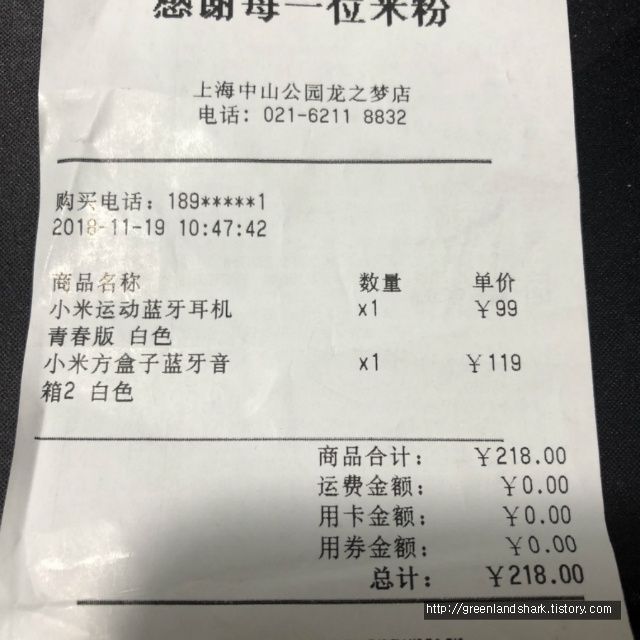 感谢每一位米粉
上海中山公园龙之梦店
电话: 021-6211 8832
购买电话: 189*****1
2018-11-19 10:47:42
商品名称 数量 单价
小米运动蓝牙耳机 x1 ￥99
青春版 白色
小米方盒子蓝牙音 x1 ￥119
箱2 白色
商品合计: ￥218.00
运费金额: ￥0.00
用卡金额: ￥0.00
用券金额: ￥0.00
总计: ￥218.00
http://greenlandshark.tistory.com